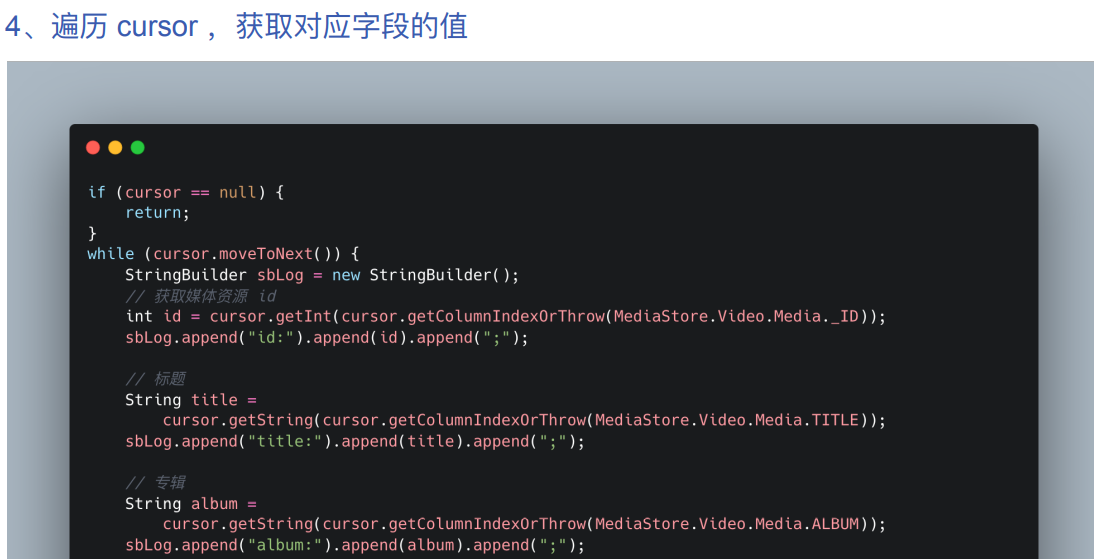 4、遍历 cursor ，获取对应字段的值
if (cursor == null) {
    return;
}
while (cursor.moveToNext()) {
    StringBuilder sbLog = new StringBuilder();
    // 获取媒体资源 id
    int id = cursor.getInt(cursor.getColumnIndexOrThrow(MediaStore.Video.Media._ID));
    sbLog.append("id:").append(id).append(";");
    // 标题
    String title =
        cursor.getString(cursor.getColumnIndexOrThrow(MediaStore.Video.Media.TITLE));
    sbLog.append("title:").append(title).append(";");
    // 专辑
    String album =
        cursor.getString(cursor.getColumnIndexOrThrow(MediaStore.Video.Media.ALBUM));
    sbLog.append("album:").append(album).append(";");